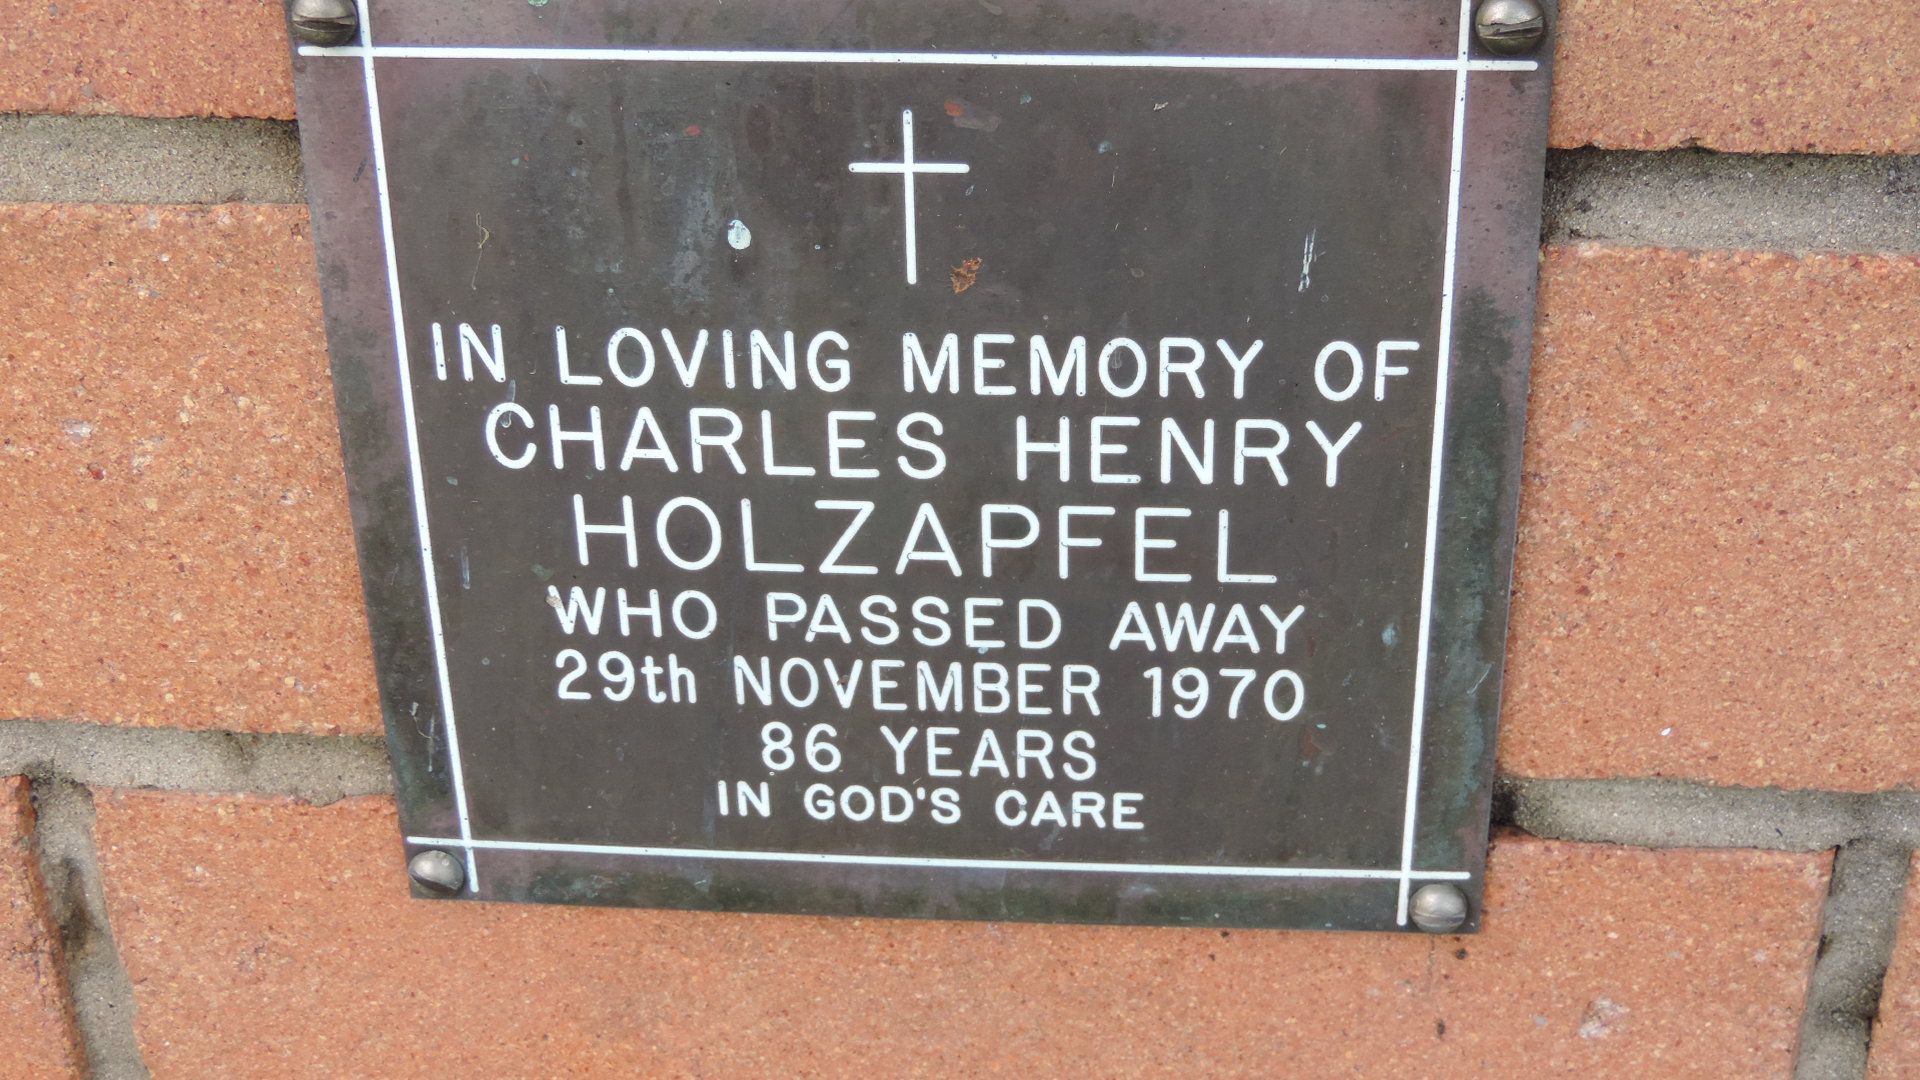 IN LOVING MEMORY OF
CHARLES HENRY
HOLZAPFEL
WHO PASSED AWAY
29th NOVEMBER 1970
86 YEARS
IN GOD'S CARE